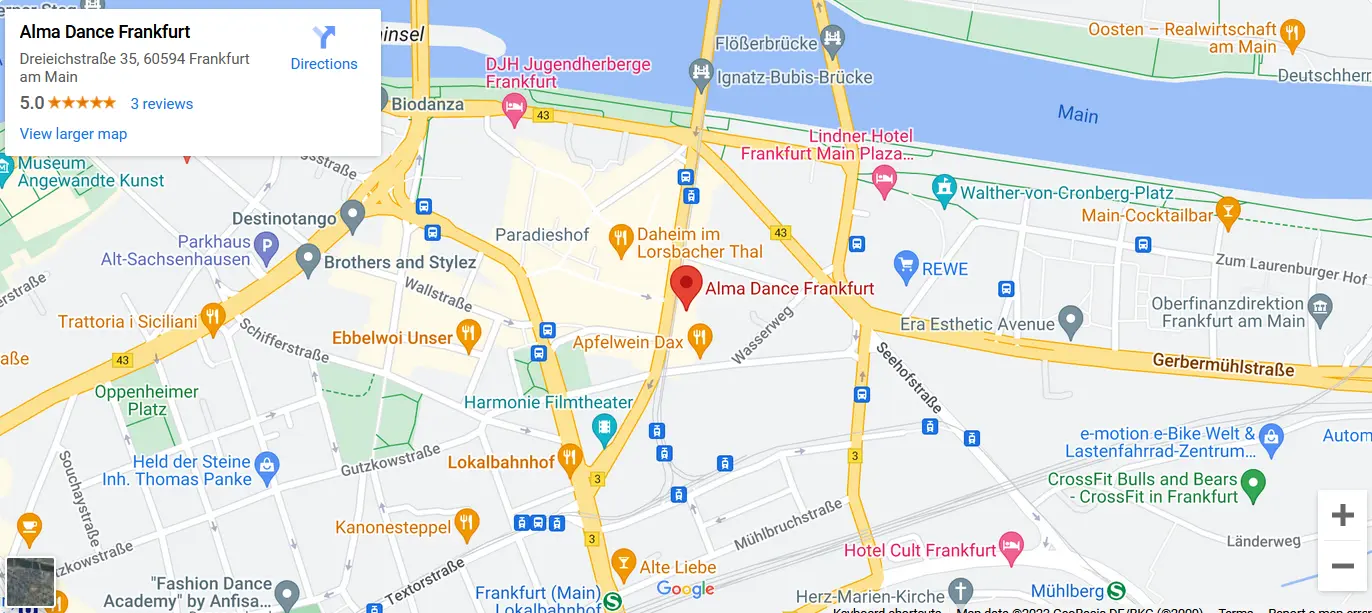 Alma Dance Frankfurt
Dreieichstraße 35, 60594 Frankfurt
am Main
5.0
3 reviews
View larger map
Directions
insel
Biodanza
DJH Jugendherberge
Frankfurt
43
Flößerbrücke
Ignatz-Bubis-Brücke
Oosten – Realwirtschaft
am Main
Deutschherr
Main
Lindner Hotel
Frankfurt Main Plaza...
Museum
Angewandte Kunst
Walther-von-Cronberg-Platz
Main-Cocktailbar
Destinotango
Parkhaus
Alt-Sachsenhausen
P
Paradieshof
Daheim im
Lorsbacher Thal
43
Brothers and Stylez
Wallstraße
REWE
Zum Laurenburger Hof
Alma Dance Frankfurt
Trattoria i Siciliani
Schifferstraße
Ebbelwoi Unser
Apfelwein Dax
Wasserweg
Era Esthetic Avenue
Oberfinanzdirektion
Frankfurt am Main
aße
43
Oppenheimer
Platz
Seehofstraße
Gerbermühlstraße
Harmonie Filmtheater
Held der Steine
Inh. Thomas Panke
Gutzkowstraße
Lokalbahnhof
3
3
e-motion e-Bike Welt &
Lastenfahrrad-Zentrum...
Autom
CrossFit Bulls and Bears
- CrossFit in Frankfurt
Souchaystraße
Kanonesteppel
3
Mühlbruchstraße
Hotel Cult Frankfurt
Länderweg
Textorstraße
Alte Liebe
"Fashion Dance
Academy" by Anfisa...
Frankfurt (Main)
Lokalbahnhof
Google
Herz-Marien-Kirche
Mühlberg
Keyboard shortcuts
Map data ©2023 GeoBasis-DE/BKG (©2009)
Terms
Report a map error